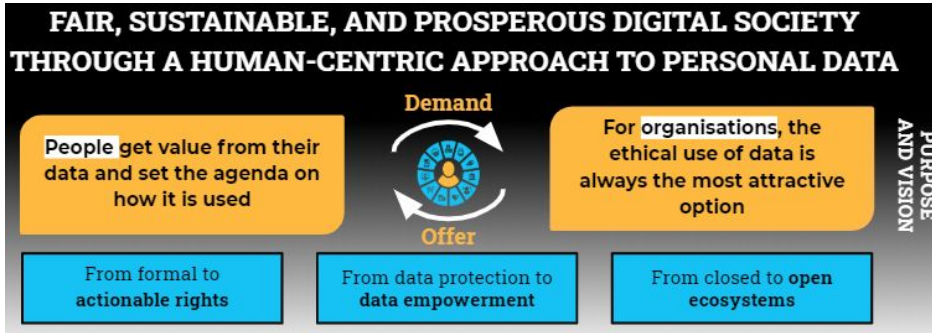 FAIR, SUSTAINABLE, AND PROSPEROUS DIGITAL SOCIETY
THROUGH A HUMAN-CENTRIC APPROACH TO PERSONAL DATA
People get value from their
data and set the agenda on
how it is used
Demand
Offer
For organisations, the
ethical use of data is
always the most attractive
option
PURPOSE
AND VISION
From formal to
actionable rights
From data protection to
data empowerment
From closed to open
ecosystems